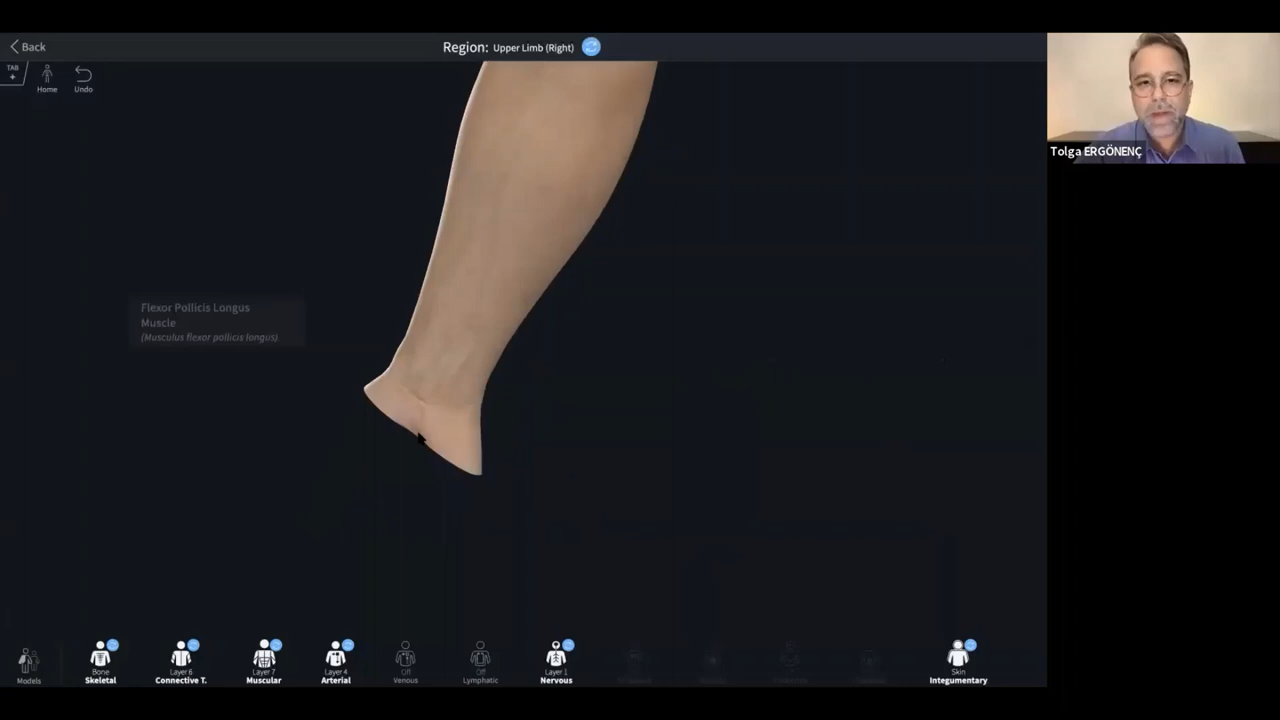 Back
Region: Upper Limb (Right)
TAB
+
Home
Undo
Tolga ERGÖNENÇ
Flexor Pollicis Longus
Muscle
(Musculus flexor pollicis longus)
Models
Bone
Skeletal
Layer 6
Connective T.
Layer 7
Muscular
Layer 4
Arterial
Off
Venous
Off
Lymphatic
Layer 1
Nervous
Skin
Integumentary